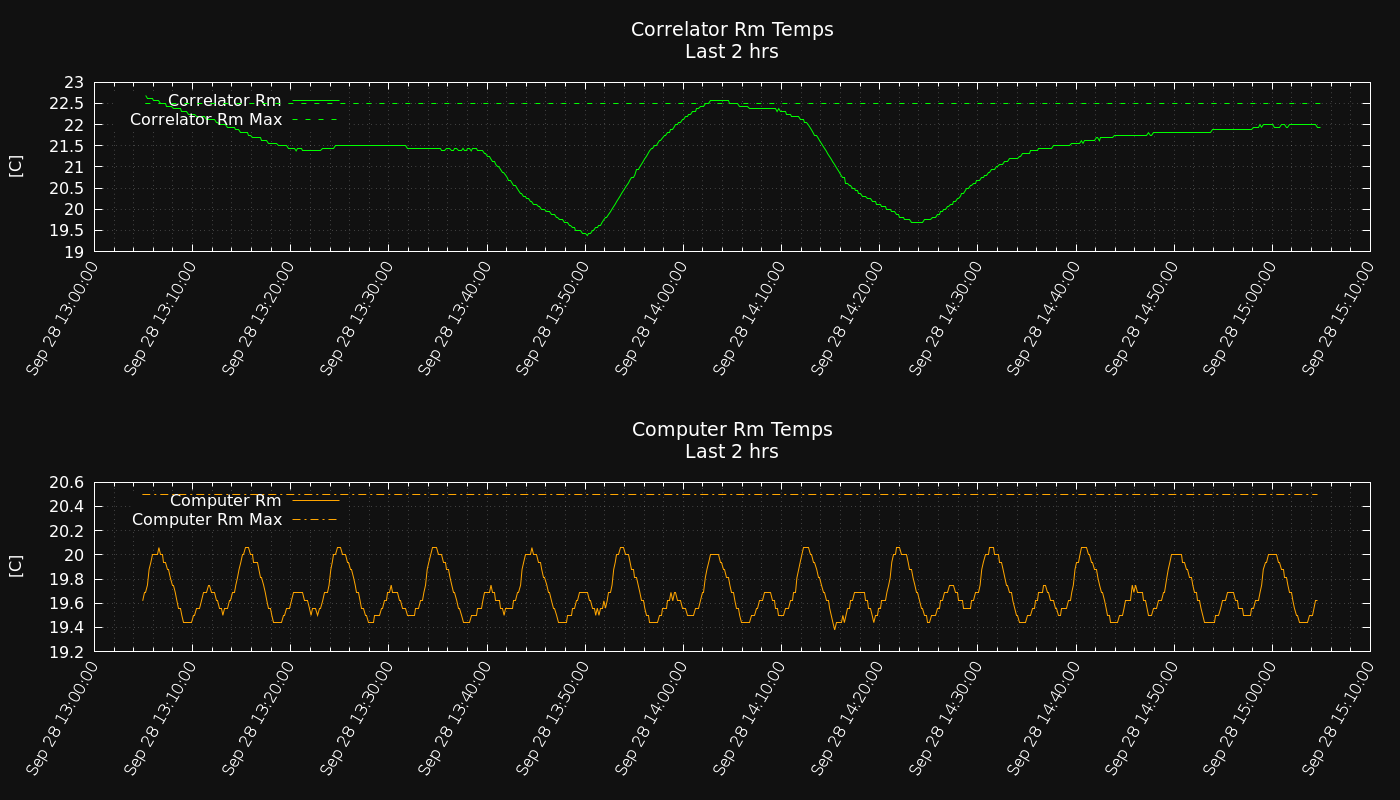 Correlator Rm Temps
Last 2 hrs
23
22.5
22
21.5
21
20.5
20
19.5
19
[C]
Correlator Rm
Correlator Rm Max
Sep 28 13:00:00
Sep 28 13:10:00
Sep 28 13:20:00
Sep 28 13:30:00
Sep 28 13:40:00
Sep 28 13:50:00
Sep 28 14:00:00
Sep 28 14:10:00
Sep 28 14:20:00
Sep 28 14:30:00
Sep 28 14:40:00
Sep 28 14:50:00
Sep 28 15:00:00
Sep 28 15:10:00
Computer Rm Temps
Last 2 hrs
20.6
20.4
20.2
20
19.8
19.6
19.4
19.2
[C]
Computer Rm
Computer Rm Max
Sep 28 13:00:00
Sep 28 13:10:00
Sep 28 13:20:00
Sep 28 13:30:00
Sep 28 13:40:00
Sep 28 13:50:00
Sep 28 14:00:00
Sep 28 14:10:00
Sep 28 14:20:00
Sep 28 14:30:00
Sep 28 14:40:00
Sep 28 14:50:00
Sep 28 15:00:00
Sep 28 15:10:00